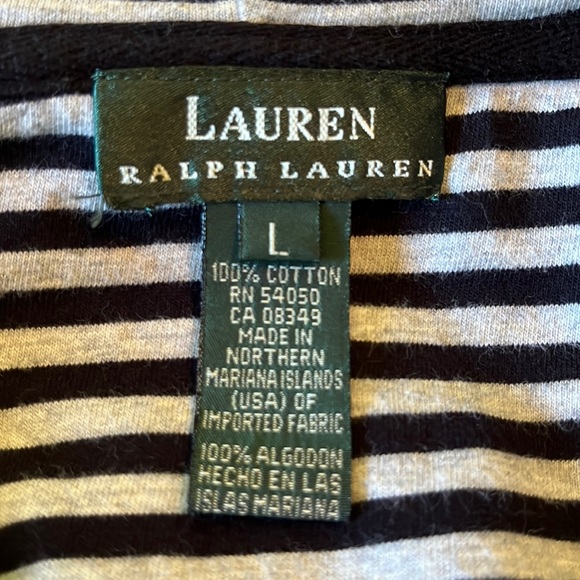 LAUREN
RALPH LAUREN
L
100% COTTON
RN 54050
CA 08349
MADE IN
NORTHERN
MARIANA ISLANDS
(USA) OF
IMPORTED FABRIC
100% ALGODON
HECHO EN LAS
ISLAS MARIANA